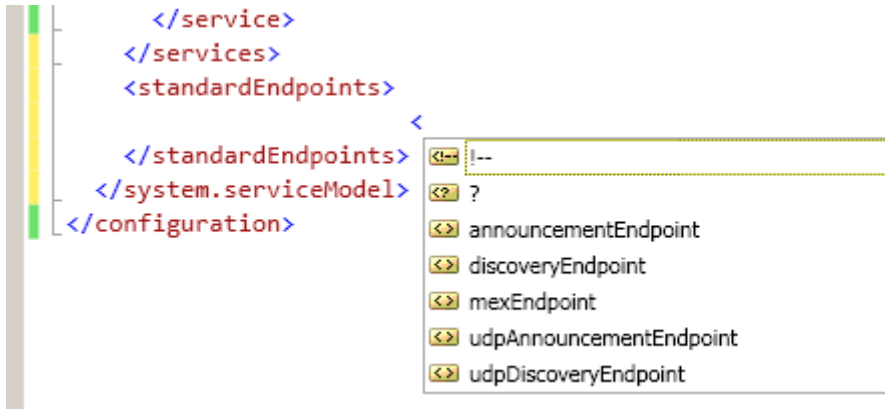 </service>
</services>
<standardEndpoints>
<
</standardEndpoints>
</system.serviceModel>
</configuration>
!--
?
announcementEndpoint
discoveryEndpoint
mexEndpoint
udpAnnouncementEndpoint
udpDiscoveryEndpoint